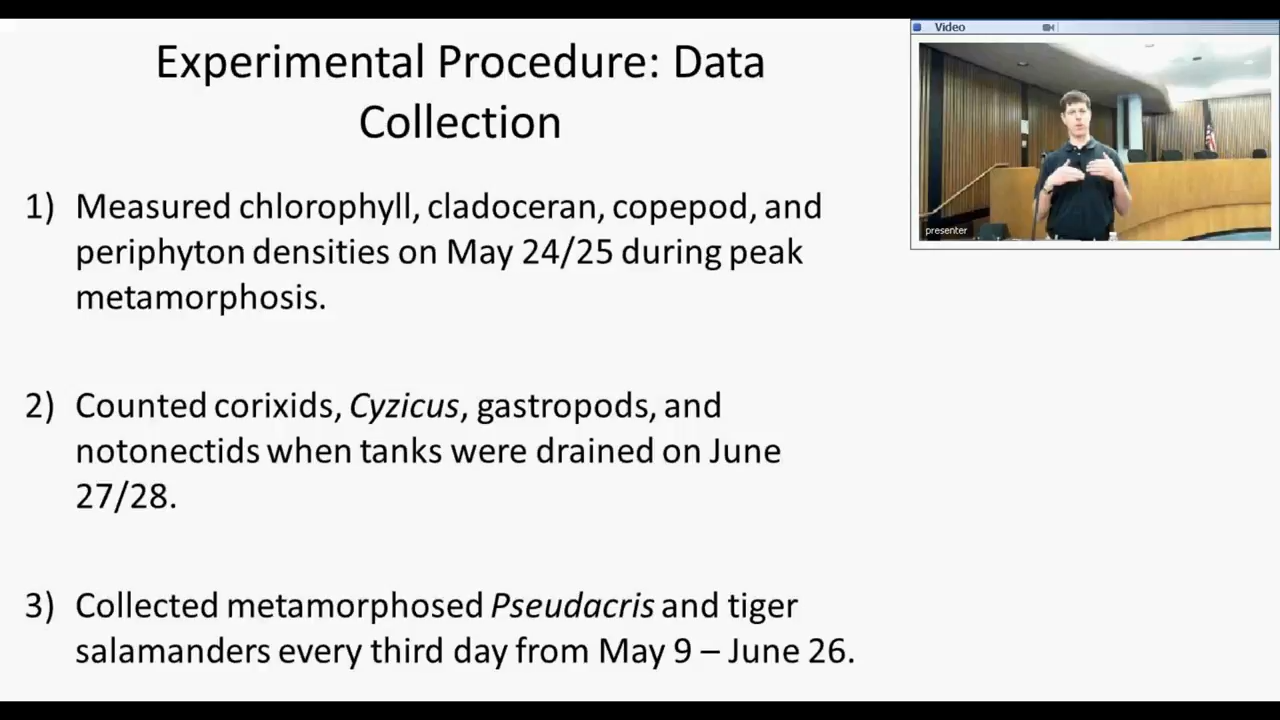 Experimental Procedure: Data
Collection
Video
presenter
1) Measured chlorophyll, cladoceran, copepod, and
periphyton densities on May 24/25 during peak
metamorphosis.
2) Counted corixids, Cyzicus, gastropods, and
notonectids when tanks were drained on June
27/28.
3) Collected metamorphosed Pseudacris and tiger
salamanders every third day from May 9 – June 26.